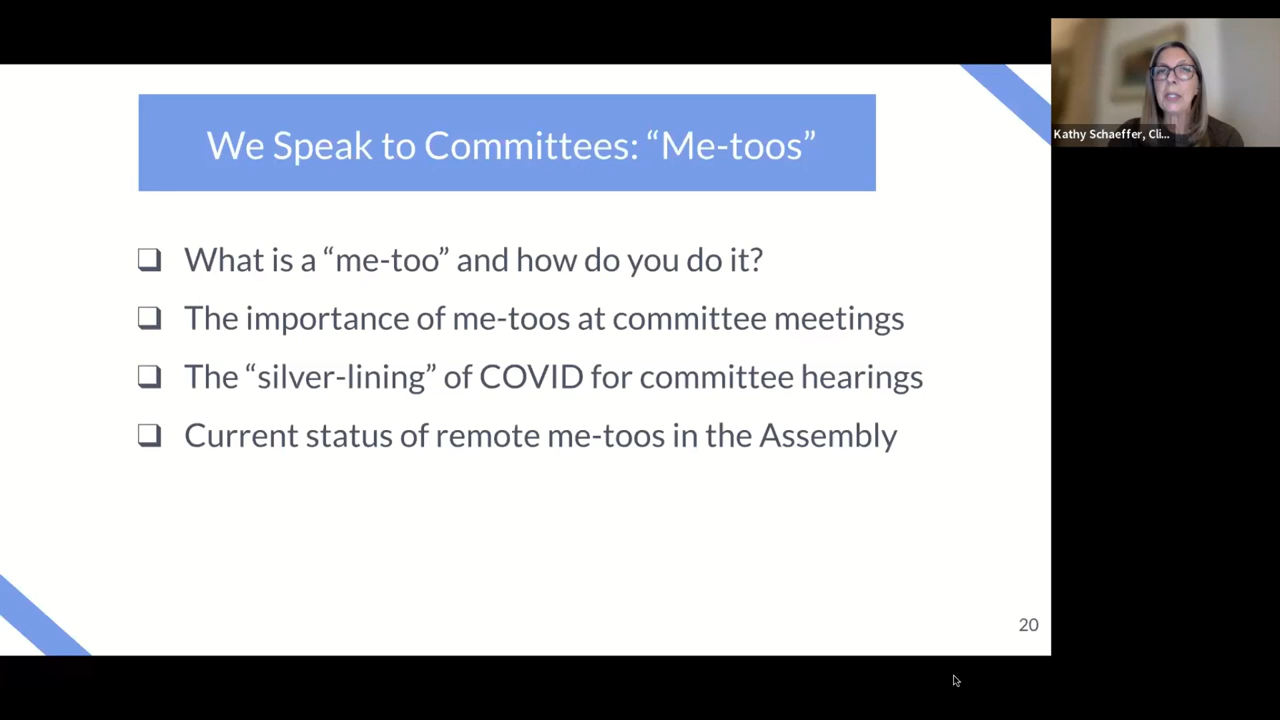 We Speak to Committees: “Me-toos”
❑ What is a “me-too” and how do you do it?
❑ The importance of me-toos at committee meetings
❑ The “silver-lining” of COVID for committee hearings
❑ Current status of remote me-toos in the Assembly
20
Kathy Schaeffer, Cli...